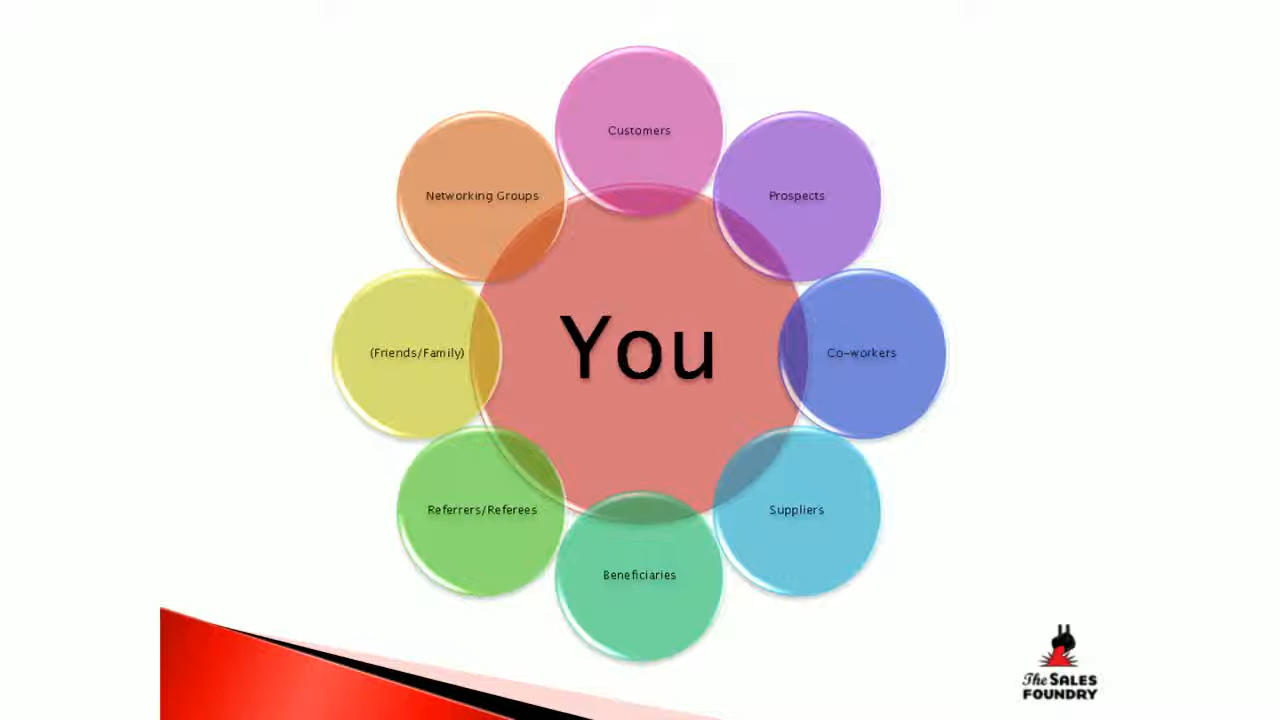 Customers
Networking Groups
Prospects
You
(Friends/Family)
Co-workers
Referrers/Referees
Suppliers
Beneficiaries
The SALES
FOUNDRY